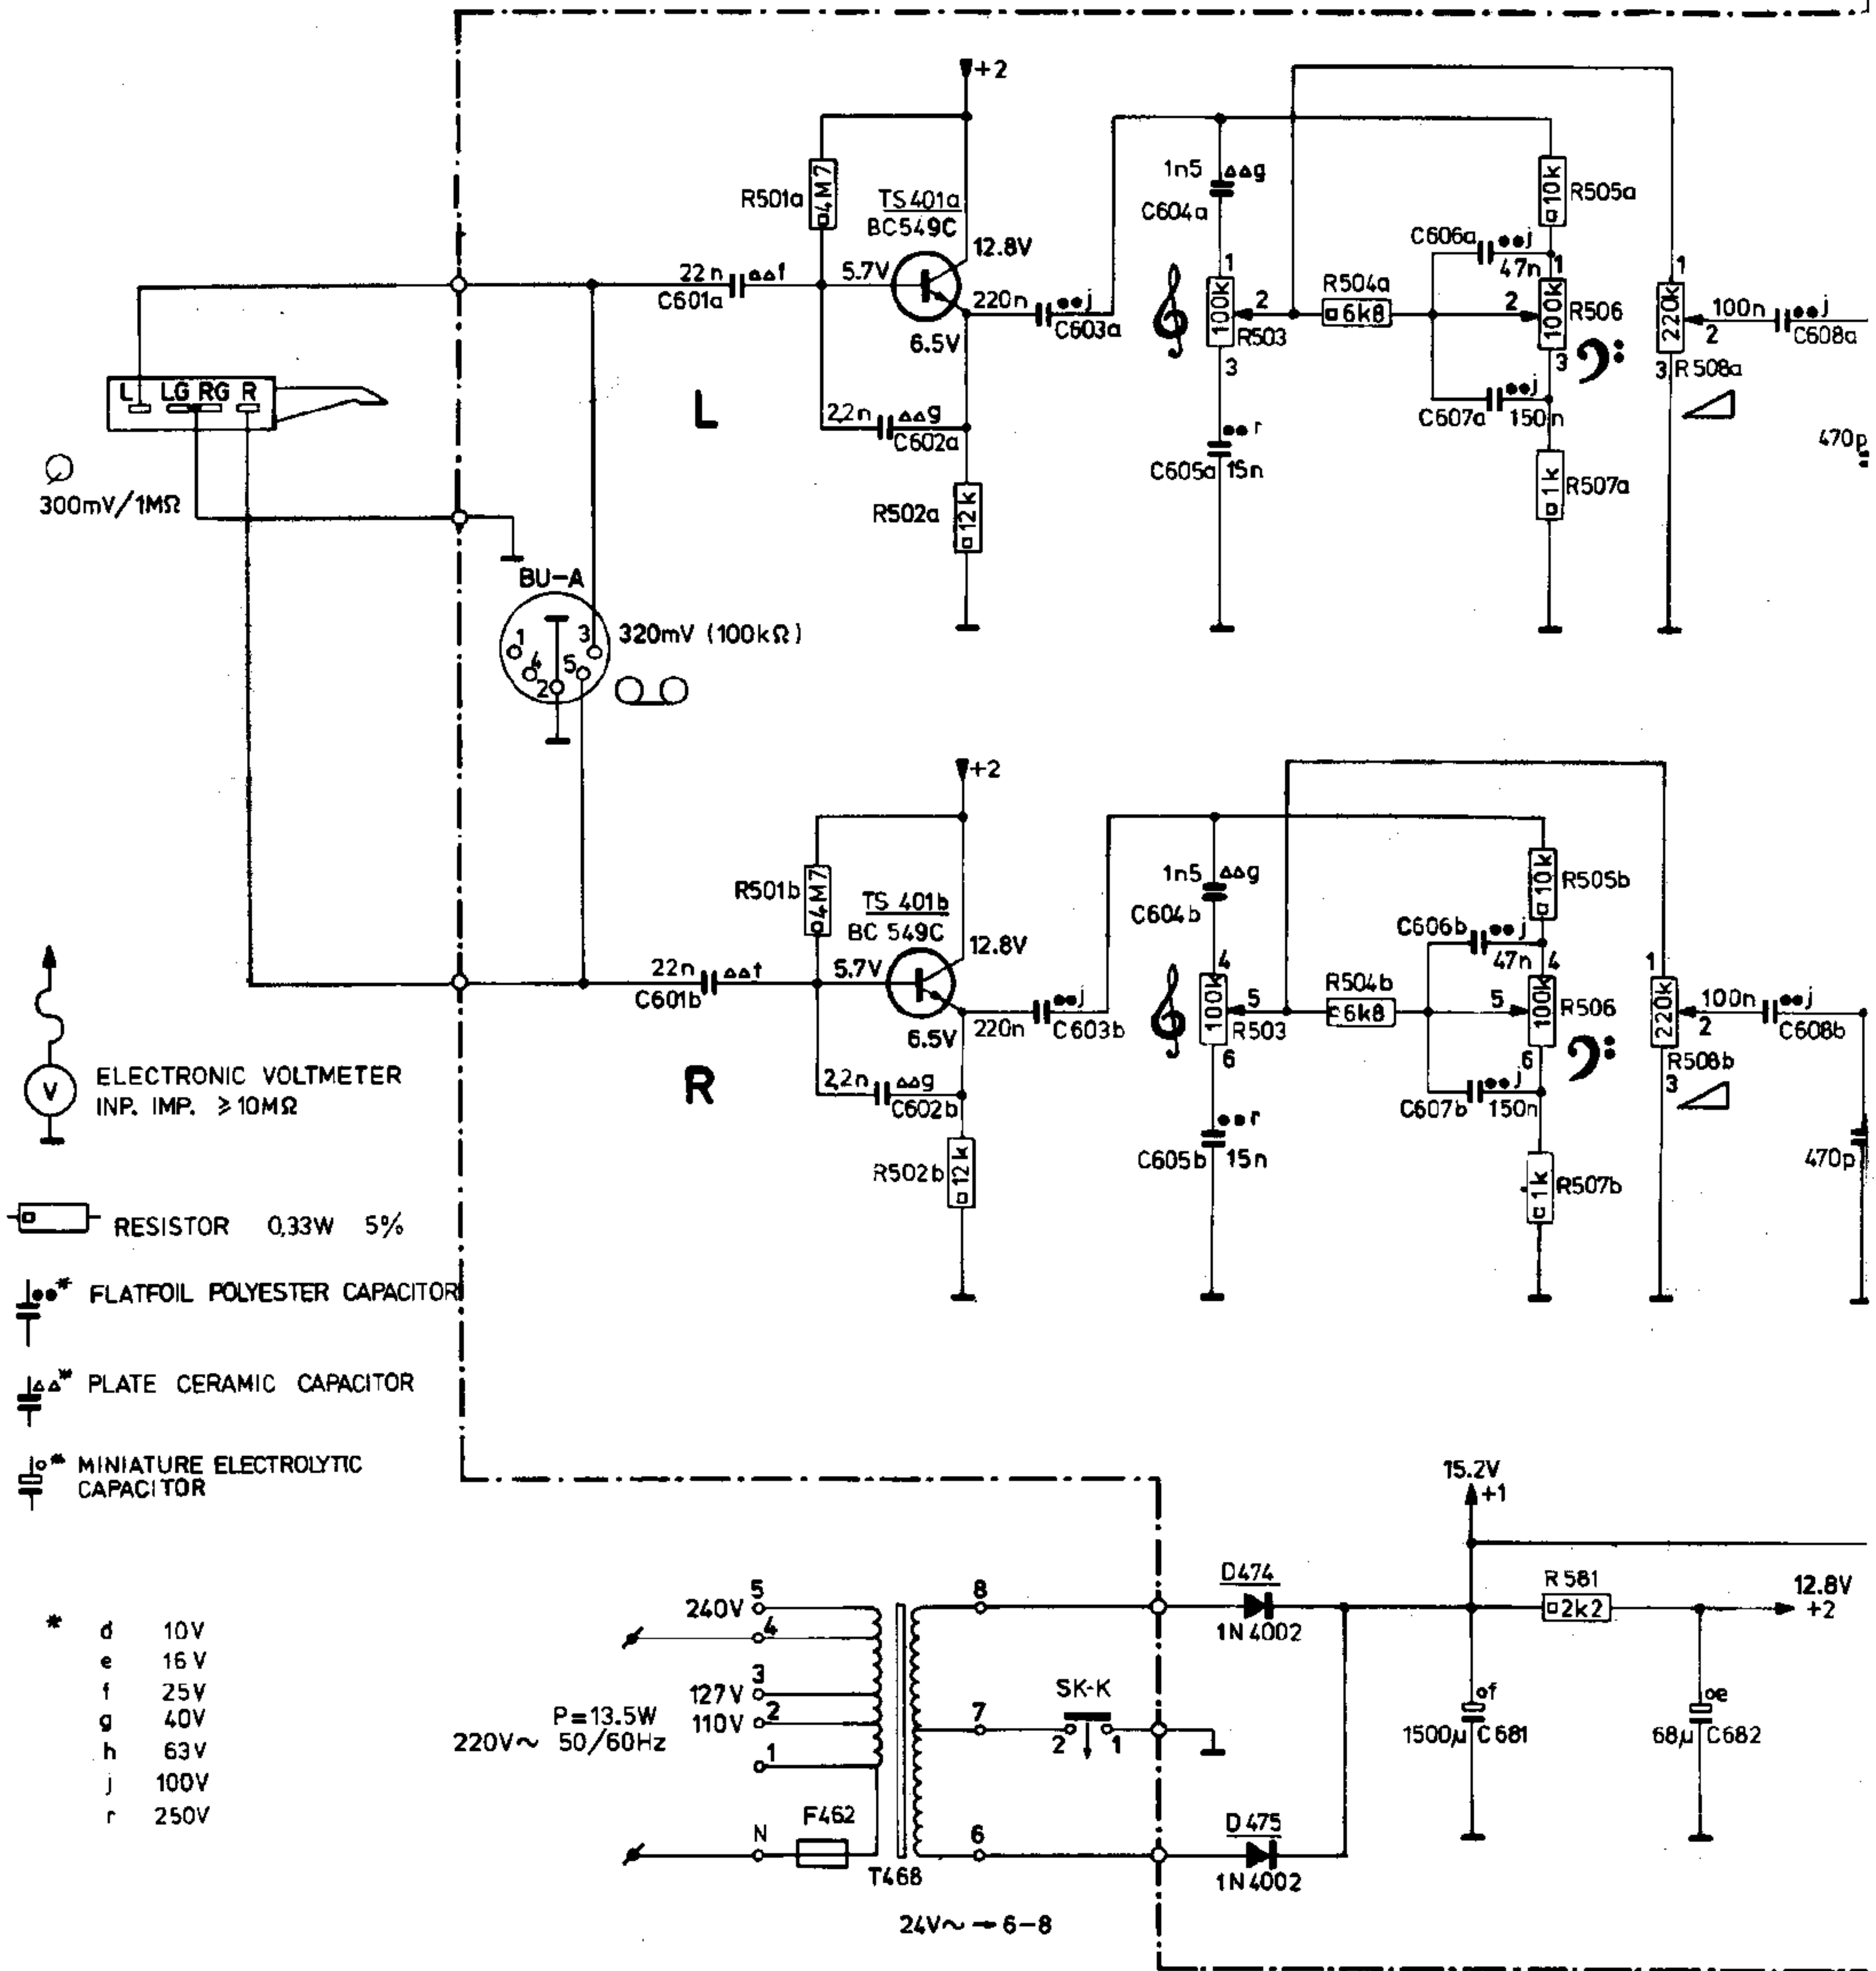 +2
R501a
4M7
TS401a
BC549C
12.8V
22n ▵▵f
C601a
5.7V
6.5V
220n ●●j
C603a
2,2n ▵▵g
C602a
R502a
12k
1n5 ▵▵g
C604a
1
100k
2
R503
3
●●r
C605a 15n
R504a
6k8
10k
R505a
C606a ●●j
47n 1
100k
2
R506
3
C607a ●●j
150n
1k
R507a
1
220k
2
3 R508a
100n ●●j
C608a
470p
L LG RG R
300mV/1MΩ
L
BU-A
1
4
2
5
3
320mV (100kΩ)
+2
R501b
4M7
TS 401b
BC 549C
12.8V
22n ▵▵f
C601b
5.7V
6.5V
220n ●●j
C603b
2,2n ▵▵g
C602b
R502b
12k
1n5 ▵▵g
C604b
4
100k
5
R503
6
●●r
C605b 15n
R504b
6k8
10k
R505b
C606b ●●j
47n 4
100k
5
R506
6
C607b ●●j
150n
1k
R507b
1
220k
2
R508b
3
100n ●●j
C608b
470p
R
V
ELECTRONIC VOLTMETER
INP. IMP. ≥10MΩ
RESISTOR 0,33W 5%
●●* FLATFOIL POLYESTER CAPACITOR
▵▵* PLATE CERAMIC CAPACITOR
o* MINIATURE ELECTROLYTIC
CAPACITOR
* d 10V
e 16V
f 25V
g 40V
h 63V
j 100V
r 250V
P=13.5W
220V~ 50/60Hz
5
240V
4
3
127V
2
110V
1
N
F462
T468
8
7
6
24V~ → 6-8
SK-K
2 1
D474
1N4002
D475
1N4002
15.2V
+1
R581
2k2
12.8V
+2
of
1500µ C681
oe
68µ C682